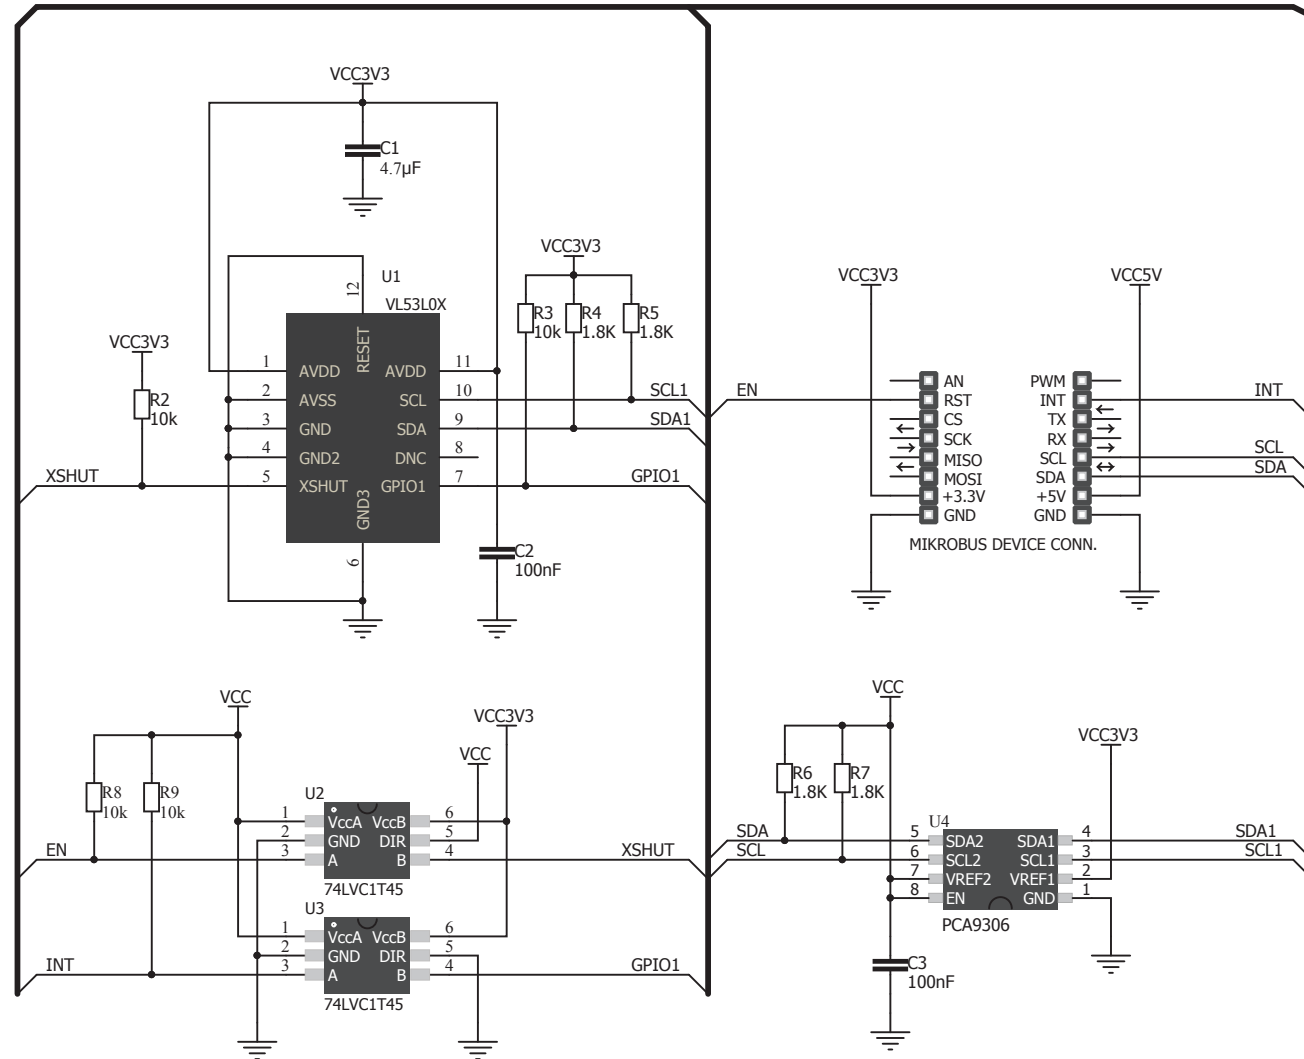 VCC3V3
C1
4.7µF
U1
VL53L0X
12
RESET
1
AVDD
AVDD
11
2
AVSS
SCL
10
3
GND
SDA
9
4
GND2
DNC
8
5
XSHUT
GPIO1
7
GND3
6
VCC3V3
R2
10k
XSHUT
VCC3V3
R3
10k
R4
1.8K
R5
1.8K
SCL1
SDA1
GPIO1
C2
100nF
VCC3V3
VCC5V
EN
AN
RST
CS
SCK
MISO
MOSI
+3.3V
GND
PWM
INT
TX
RX
SCL
SDA
+5V
GND
INT
SCL
SDA
MIKROBUS DEVICE CONN.
VCC
VCC3V3
VCC
R8
10k
R9
10k
U2
1
VccA
VccB
6
2
GND
DIR
5
3
A
B
4
74LVC1T45
EN
XSHUT
U3
1
VccA
VccB
6
2
GND
DIR
5
3
A
B
4
74LVC1T45
INT
GPIO1
VCC
VCC3V3
R6
1.8K
R7
1.8K
U4
SDA
5
SDA2
SDA1
4
SDA1
SCL
6
SCL2
SCL1
3
SCL1
7
VREF2
VREF1
2
8
EN
GND
1
PCA9306
C3
100nF